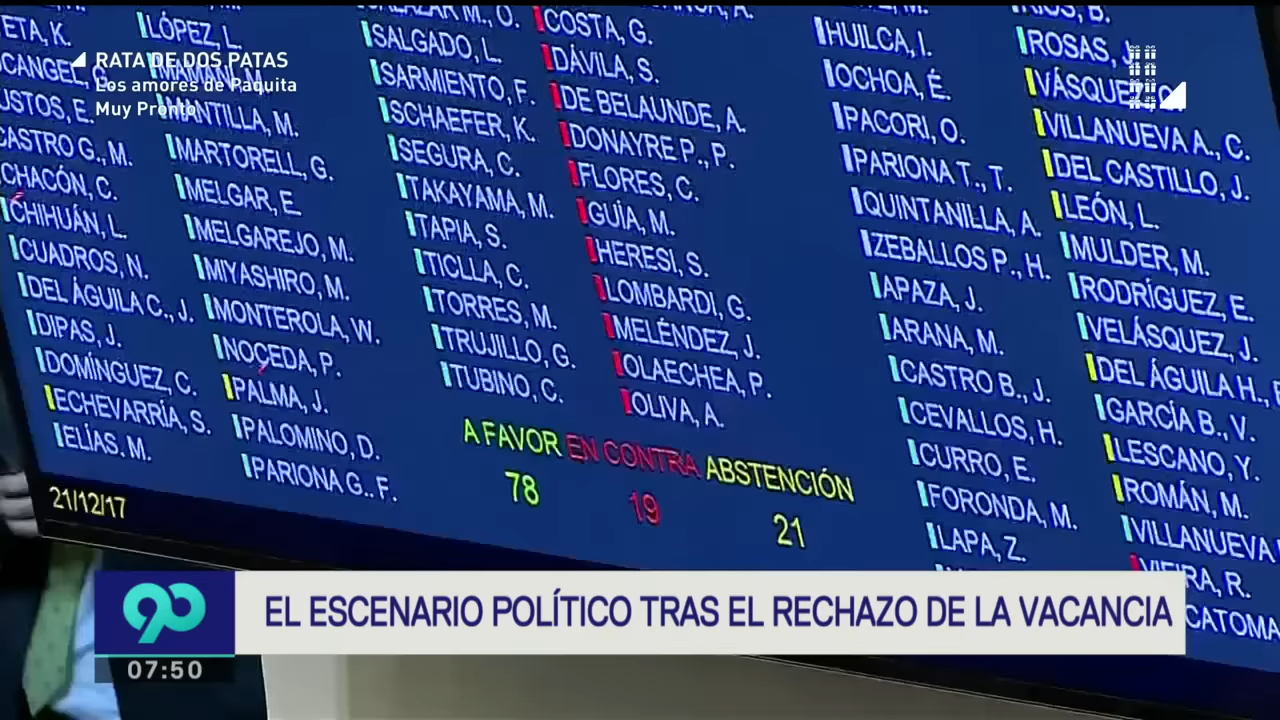 RATA DE DOS PATAS
Los amores de Paquita
Muy Pronto
ETA, K.
CASTRO G., M.
CHACÓN, C.
CHIHUÁN, L.
CUADROS, N.
DEL ÁGUILA C., J.
DIPAS, J.
DOMÍNGUEZ, C.
ECHEVARRÍA, S.
ELÍAS, M.
21/12/17
LÓPEZ, L.
MAMANI, M.
MANTILLA, M.
MARTORELL, G.
MELGAR, E.
MELGAREJO, M.
MIYASHIRO, M.
MONTEROLA, W.
NOCEDA, P.
PALMA, J.
PALOMINO, D.
PARIONA G., F.
SALAZAR M., O.
SALGADO, L.
SARMIENTO, F.
SCHAEFER, K.
SEGURA, C.
TAKAYAMA, M.
TAPIA, S.
TICLLA, C.
TORRES, M.
TRUJILLO, G.
TUBINO, C.
COSTA, G.
DÁVILA, S.
DE BELAUNDE, A.
DONAYRE P., P.
FLORES, C.
GUÍA, M.
HERESI, S.
LOMBARDI, G.
MELÉNDEZ, J.
OLAECHEA, P.
OLIVA, A.
A FAVOR EN CONTRA ABSTENCIÓN
78 19 21
HUILCA, I.
OCHOA, É.
PACORI, O.
PARIONA T., T.
QUINTANILLA, A.
ZEBALLOS P., H.
APAZA, J.
ARANA, M.
CASTRO B., J.
CEVALLOS, H.
CURRO, E.
FORONDA, M.
LAPA, Z.
RÍOS, B.
ROSAS, J.
VÁSQUEZ, C.
VILLANUEVA A., C.
DEL CASTILLO, J.
LEÓN, L.
MULDER, M.
RODRÍGUEZ, E.
VELÁSQUEZ, J.
DEL ÁGUILA H.,
GARCÍA B., V.
LESCANO, Y.
ROMÁN, M.
VILLANUEVA
VIEIRA, R.
CATOMA
90
07:50
EL ESCENARIO POLÍTICO TRAS EL RECHAZO DE LA VACANCIA